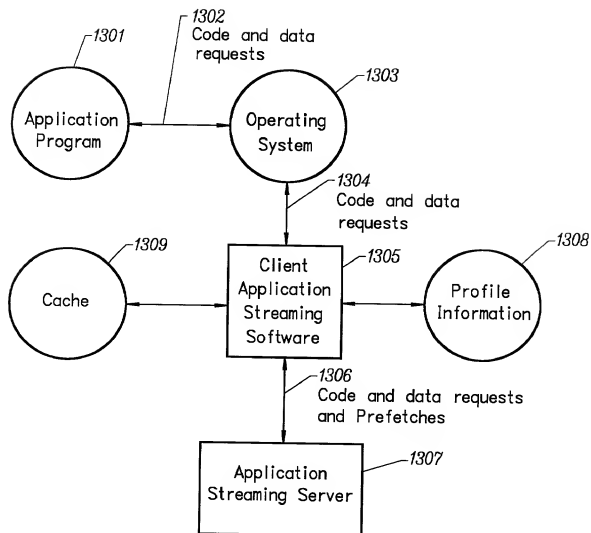 1302
Code and data
requests
1301
1303
Application
Program
Operating
System
1304
Code and data
requests
1309
1305
1308
Cache
Client
Application
Streaming
Software
Profile
Information
1306
Code and data requests
and Prefetches
1307
Application
Streaming Server